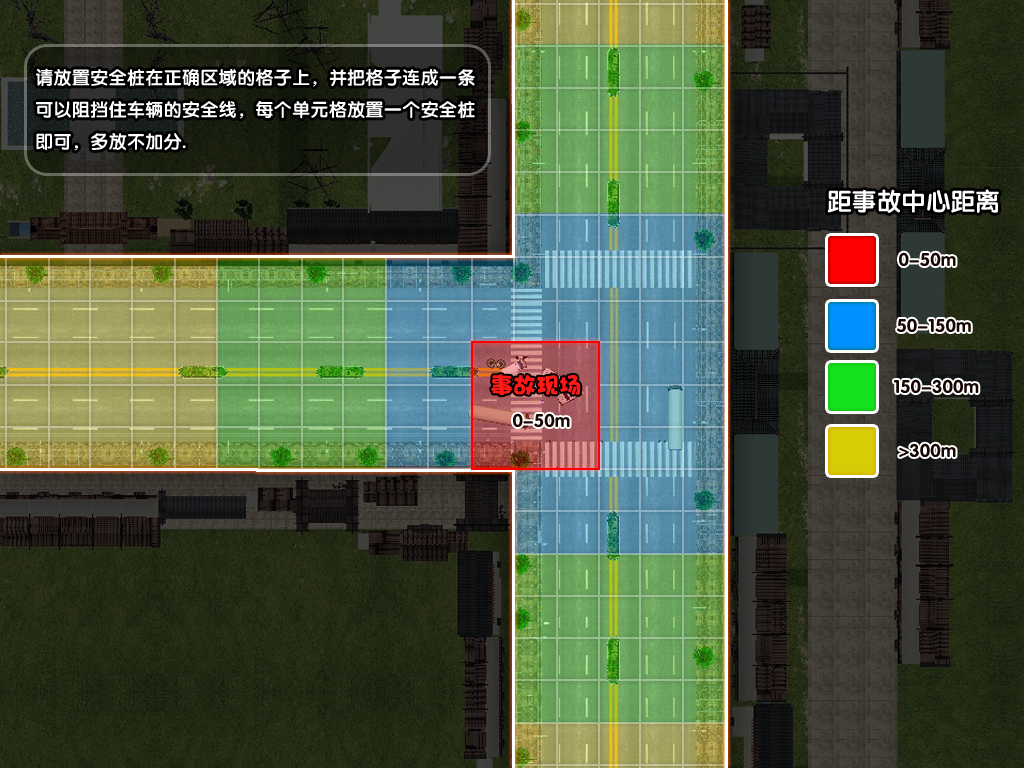 请放置安全桩在正确区域的格子上，并把格子连成一条
可以阻挡住车辆的安全线，每个单元格放置一个安全桩
即可，多放不加分.
距事故中心距离
0-50m
50-150m
150-300m
>300m
事故现场
0-50m